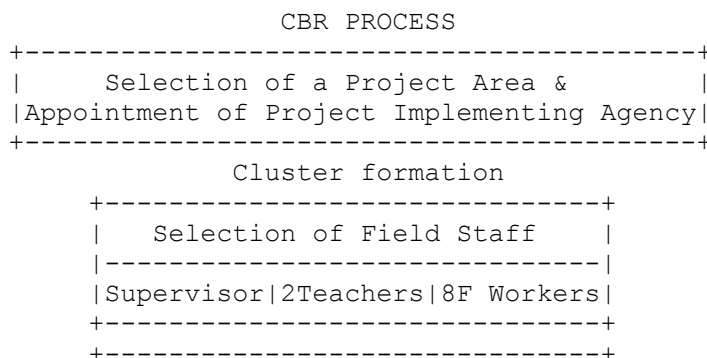 CBR PROCESS
Selection of a Project Area &
Appointment of Project Implementing Agency
Cluster formation
Selection of Field Staff
Supervisor|2Teachers|8F Workers